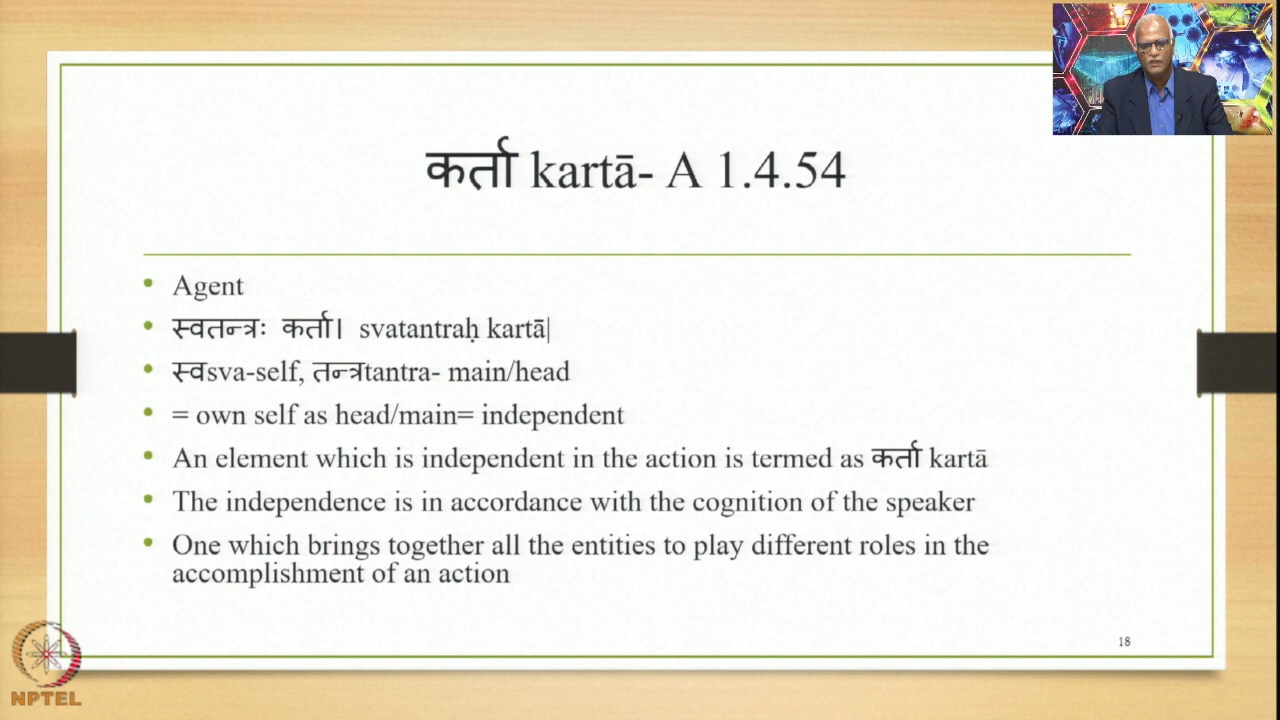 कर्ता kartā- A 1.4.54
• Agent
• स्वतन्त्रः कर्ता। svatantraḥ kartā|
• स्वsva-self, तन्त्रtantra- main/head
• = own self as head/main= independent
• An element which is independent in the action is termed as कर्ता kartā
• The independence is in accordance with the cognition of the speaker
• One which brings together all the entities to play different roles in the
accomplishment of an action
18
NPTEL